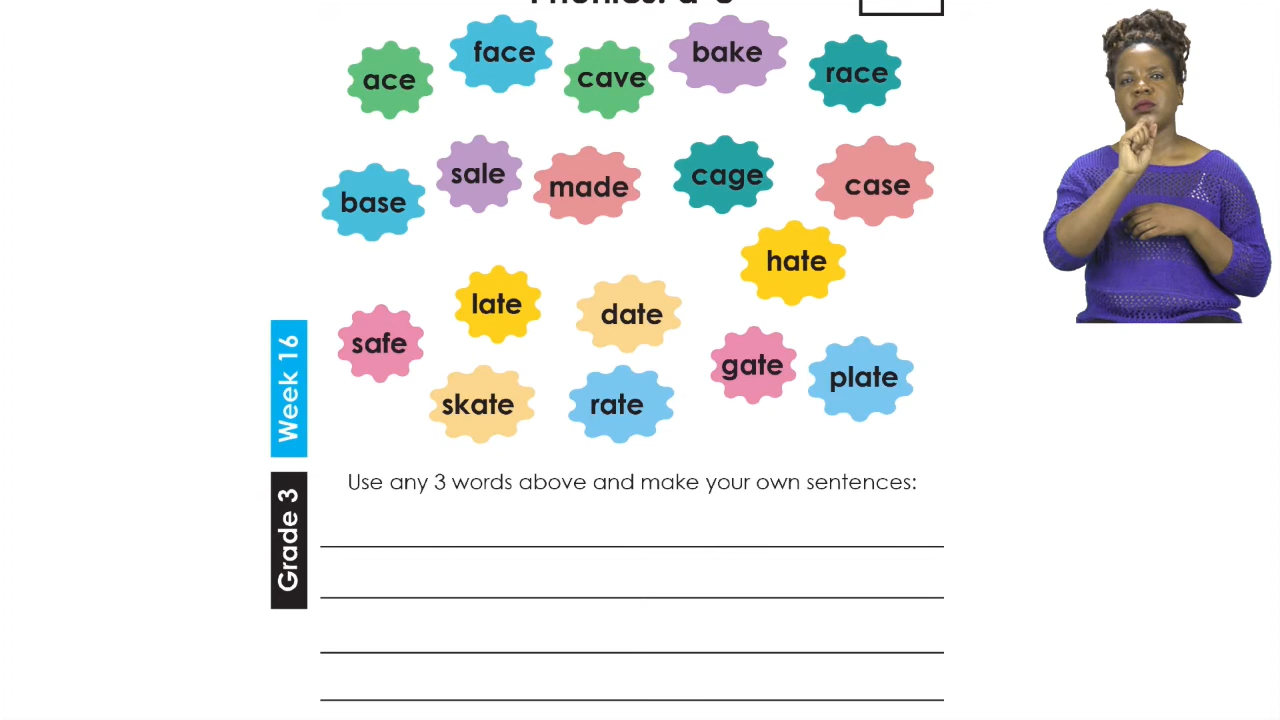 Phonics: a-e
ace
face
cave
bake
race
base
sale
made
cage
case
hate
late
date
safe
gate
plate
skate
rate
Week 16
Grade 3
Use any 3 words above and make your own sentences: